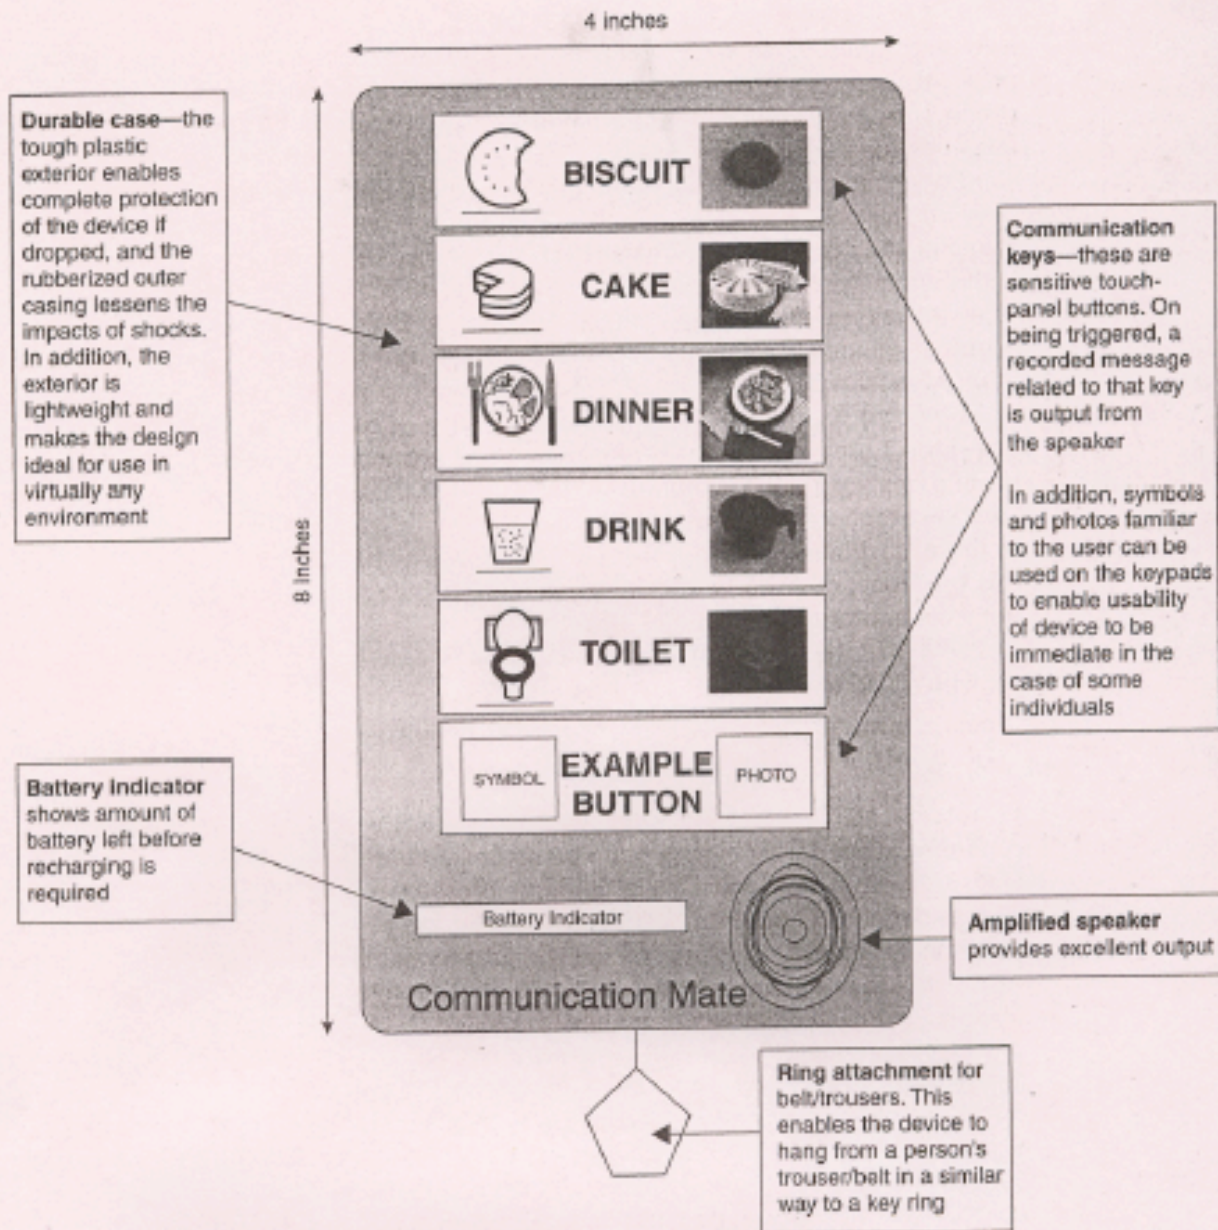 4 inches
Durable case—the
tough plastic
exterior enables
complete protection
of the device if
dropped, and the
rubberized outer
casing lessens the
impacts of shocks.
In addition, the
exterior is
lightweight and
makes the design
ideal for use in
virtually any
environment
8 inches
BISCUIT
CAKE
DINNER
DRINK
TOILET
SYMBOL
EXAMPLE
BUTTON
PHOTO
Communication
keys—these are
sensitive touch-
panel buttons. On
being triggered, a
recorded message
related to that key
is output from
the speaker
In addition, symbols
and photos familiar
to the user can be
used on the keypads
to enable usability
of device to be
immediate in the
case of some
individuals
Battery Indicator
shows amount of
battery left before
recharging is
required
Battery Indicator
Communication Mate
Amplified speaker
provides excellent output
Ring attachment for
belt/trousers. This
enables the device to
hang from a person's
trouser/belt in a similar
way to a key ring